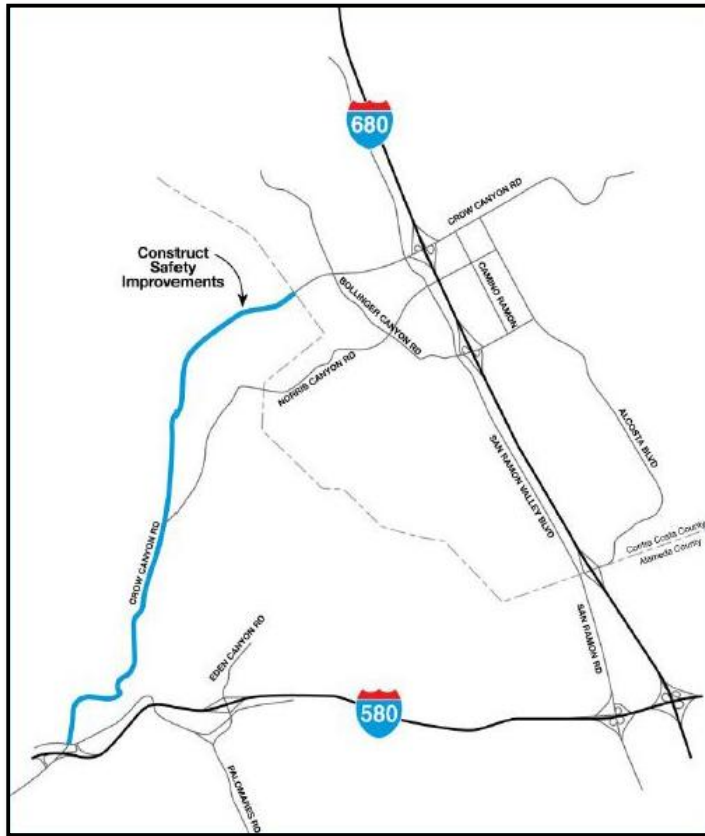 680
CROW CANYON RD
Construct
Safety
Improvements
BOLLINGER CANYON RD
CAMINO RAMON
NORRIS CANYON RD
ALCOSTA BLVD
SAN RAMON VALLEY BLVD
CROW CANYON RD
Contra Costa County
Alameda County
EDEN CANYON RD
SAN RAMON RD
580
PALOMARES RD